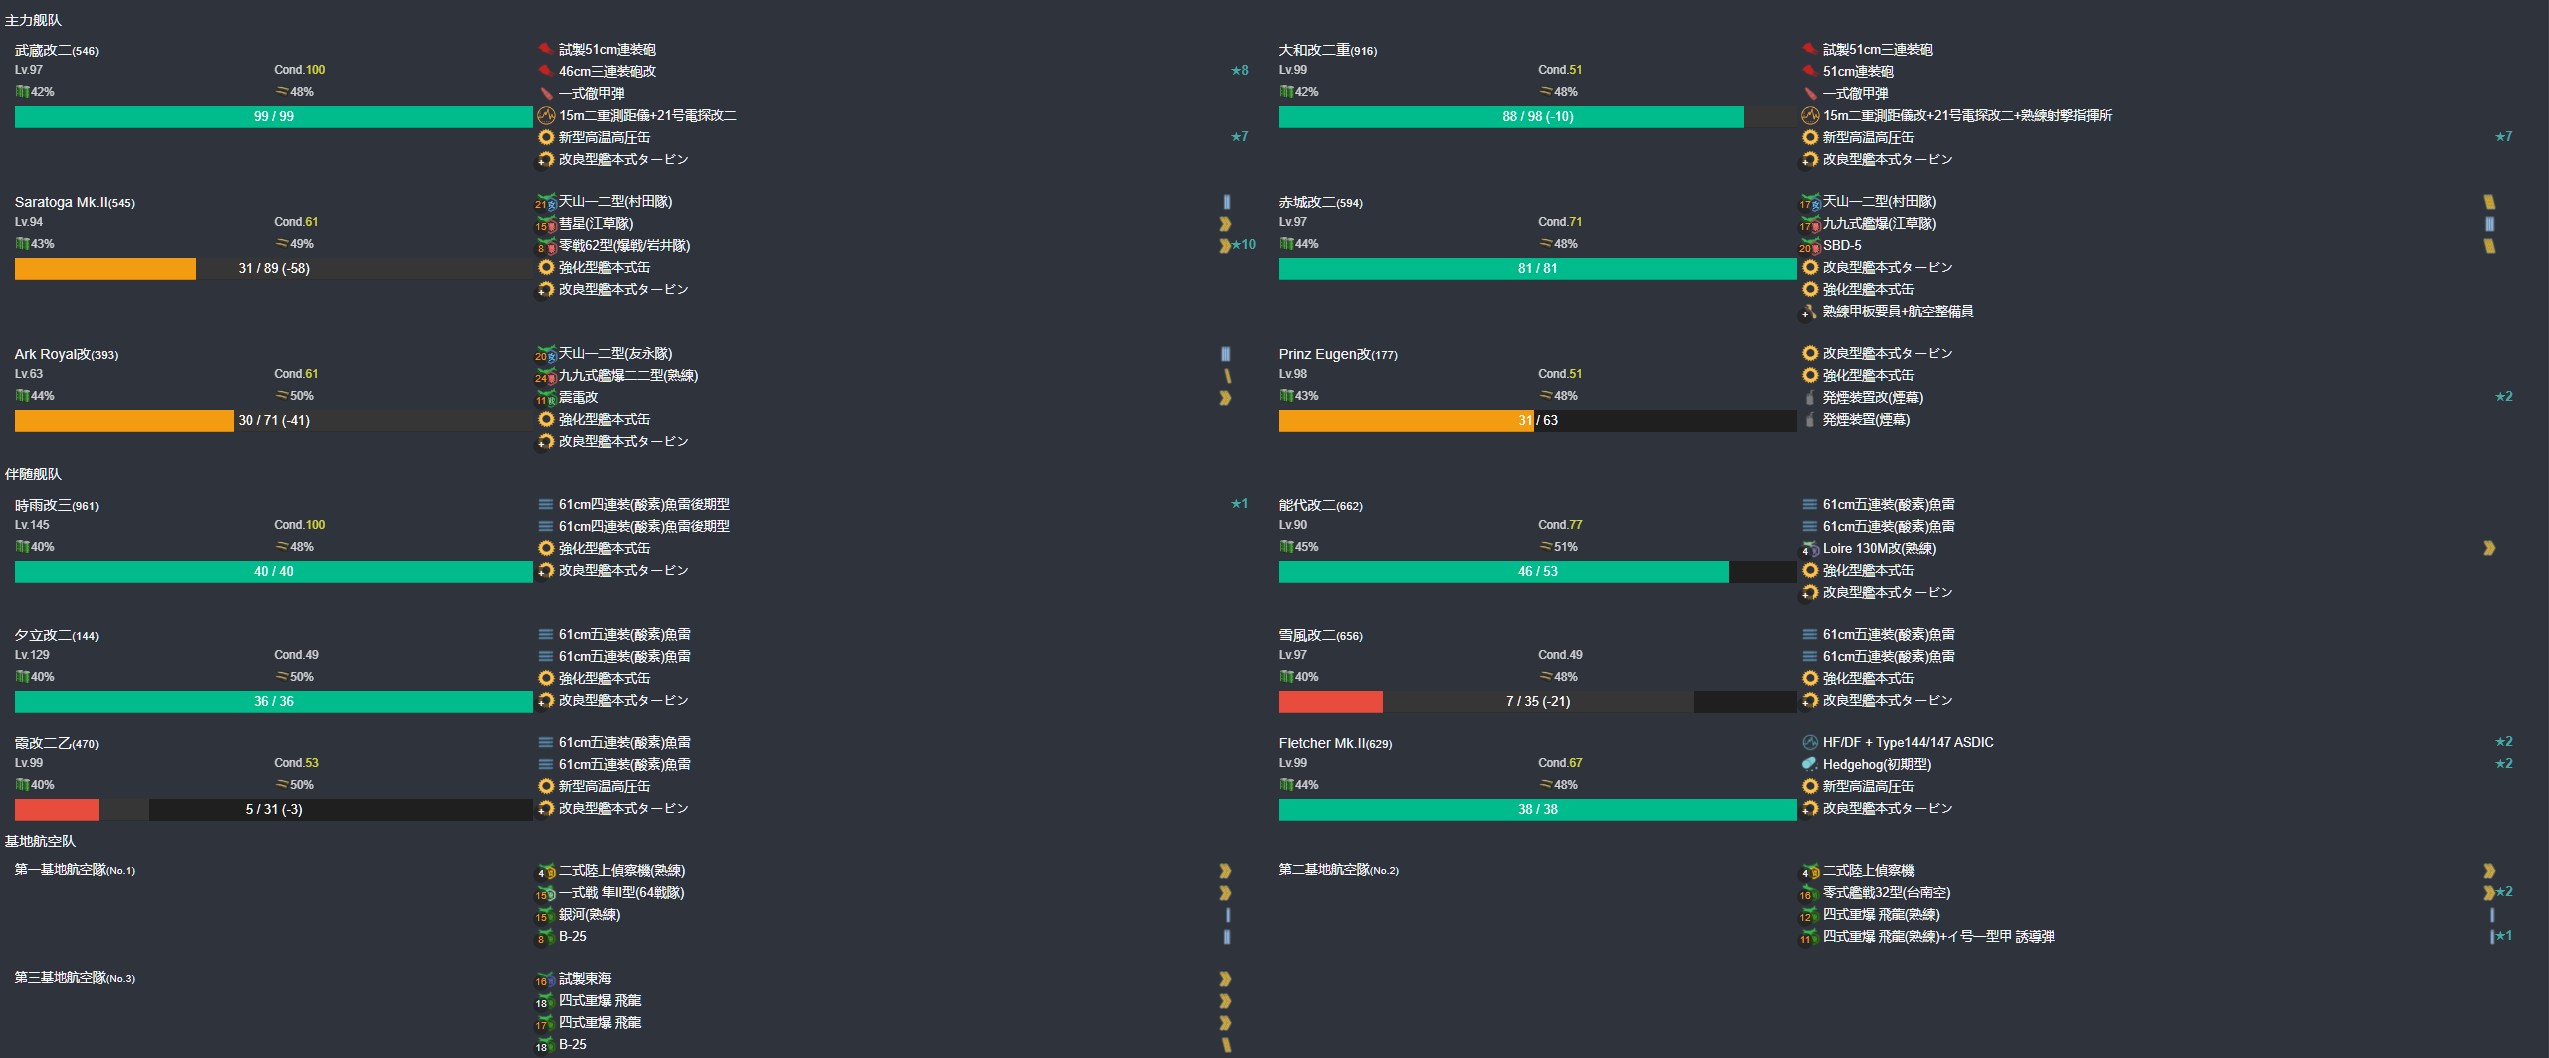 主力舰队
武蔵改二(546)
Lv.97 Cond.100
42% 48%
99 / 99
試製51cm連装砲
46cm三連装砲改 ★8
一式徹甲弾
15m二重測距儀+21号電探改二
新型高温高圧缶 ★7
改良型艦本式タービン
大和改二重(916)
Lv.99 Cond.51
42% 48%
88 / 98 (-10)
試製51cm三連装砲
51cm連装砲
一式徹甲弾
15m二重測距儀改+21号電探改二+熟練射撃指揮所
新型高温高圧缶 ★7
改良型艦本式タービン
Saratoga Mk.II(545)
Lv.94 Cond.61
43% 49%
31 / 89 (-58)
21 天山一二型(村田隊)
15 彗星(江草隊)
8 零戦62型(爆戦/岩井隊) ★10
強化型艦本式缶
改良型艦本式タービン
赤城改二(594)
Lv.97 Cond.71
44% 48%
81 / 81
17 天山一二型(村田隊)
17 九九式艦爆(江草隊)
20 SBD-5
改良型艦本式タービン
強化型艦本式缶
熟練甲板要員+航空整備員
Ark Royal改(393)
Lv.63 Cond.61
44% 50%
30 / 71 (-41)
20 天山一二型(友永隊)
24 九九式艦爆二二型(熟練)
11 震電改
強化型艦本式缶
改良型艦本式タービン
Prinz Eugen改(177)
Lv.98 Cond.51
43% 48%
31 / 63
改良型艦本式タービン
強化型艦本式缶
発煙装置改(煙幕) ★2
発煙装置(煙幕)
伴随舰队
時雨改三(961)
Lv.145 Cond.100
40% 48%
40 / 40
61cm四連装(酸素)魚雷後期型 ★1
61cm四連装(酸素)魚雷後期型
強化型艦本式缶
改良型艦本式タービン
能代改二(662)
Lv.90 Cond.77
45% 51%
46 / 53
61cm五連装(酸素)魚雷
61cm五連装(酸素)魚雷
4 Loire 130M改(熟練)
強化型艦本式缶
改良型艦本式タービン
夕立改二(144)
Lv.129 Cond.49
40% 50%
36 / 36
61cm五連装(酸素)魚雷
61cm五連装(酸素)魚雷
強化型艦本式缶
改良型艦本式タービン
雪風改二(656)
Lv.97 Cond.49
40% 48%
7 / 35 (-21)
61cm五連装(酸素)魚雷
61cm五連装(酸素)魚雷
強化型艦本式缶
改良型艦本式タービン
霞改二乙(470)
Lv.99 Cond.53
40% 50%
5 / 31 (-3)
61cm五連装(酸素)魚雷
61cm五連装(酸素)魚雷
新型高温高圧缶
改良型艦本式タービン
Fletcher Mk.II(629)
Lv.99 Cond.67
44% 48%
38 / 38
HF/DF + Type144/147 ASDIC ★2
Hedgehog(初期型) ★2
新型高温高圧缶
改良型艦本式タービン
基地航空队
第一基地航空隊(No.1)
4 二式陸上偵察機(熟練)
15 一式戦 隼II型(64戦隊)
15 銀河(熟練)
8 B-25
第二基地航空隊(No.2)
4 二式陸上偵察機
16 零式艦戦32型(台南空) ★2
12 四式重爆 飛龍(熟練)
11 四式重爆 飛龍(熟練)+イ号一型甲 誘導弾 ★1
第三基地航空隊(No.3)
16 試製東海
18 四式重爆 飛龍
17 四式重爆 飛龍
18 B-25